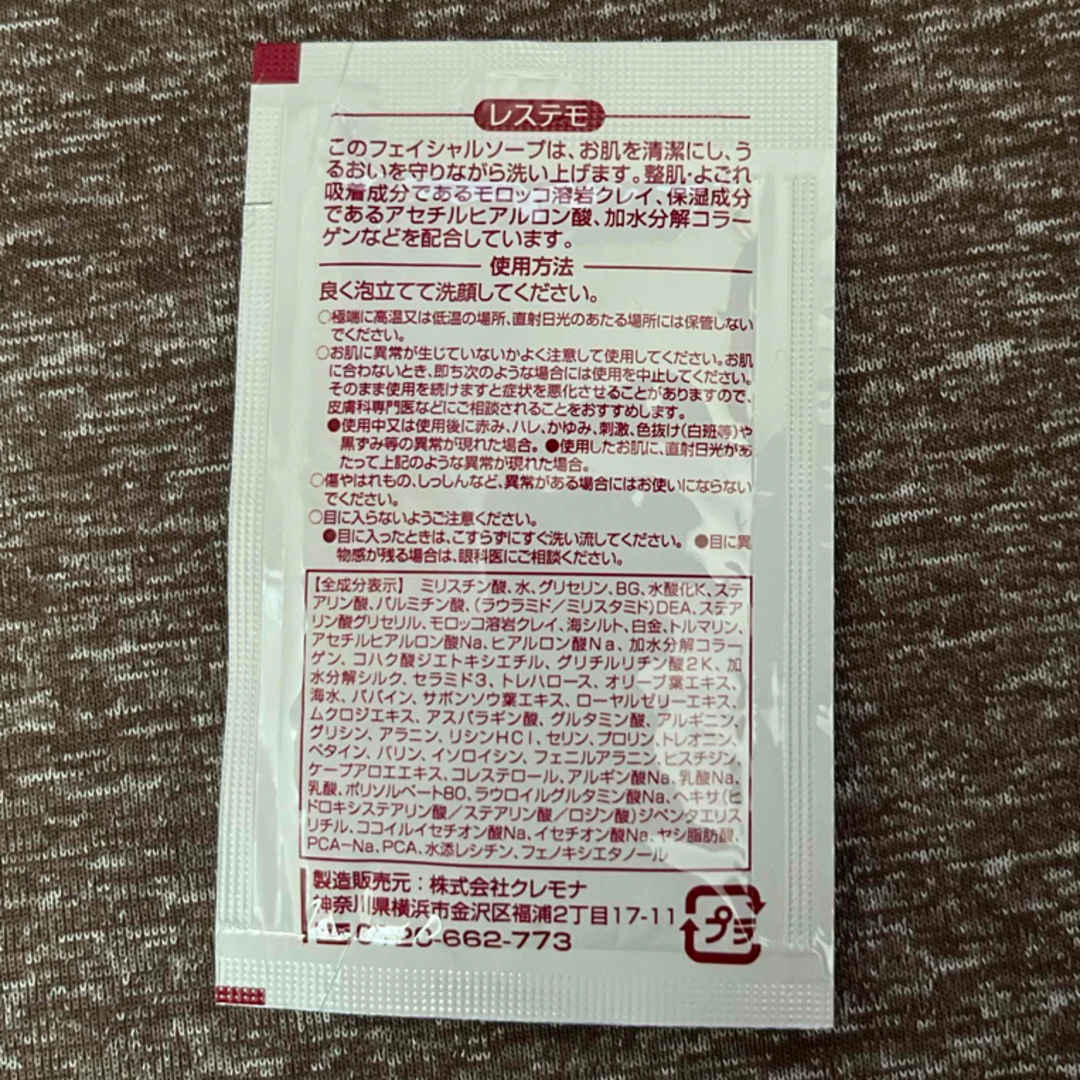 レステモ
このフェイシャルソープは、お肌を清潔にし、う
るおいを守りながら洗い上げます。整肌・よごれ
吸着成分であるモロッコ溶岩クレイ、保湿成分
であるアセチルヒアルロン酸、加水分解コラー
ゲンなどを配合しています。
使用方法
良く泡立てて洗顔してください。
○極端に高温又は低温の場所、直射日光のあたる場所には保管しない
でください。
○お肌に異常が生じていないかよく注意して使用してください。お肌
に合わないとき、即ち次のような場合には使用を中止してください。
そのまま使用を続けますと症状を悪化させることがありますので、
皮膚科専門医などにご相談されることをおすすめします。
●使用中又は使用後に赤み、ハレ、かゆみ、刺激、色抜け(白斑等)や
黒ずみ等の異常が現れた場合。 ●使用したお肌に、直射日光があ
たって上記のような異常が現れた場合。
○傷やはれもの、しっしんなど、異常がある場合にはお使いにならない
でください。
○目に入らないようご注意ください。
●目に入ったときは、こすらずにすぐ洗い流してください。 ●目に異
物感が残る場合は、眼科医にご相談ください。
【全成分表示】 ミリスチン酸、水、グリセリン、BG、水酸化K、ステ
アリン酸、パルミチン酸、(ラウラミド/ミリスタミド)DEA、ステア
リン酸グリセリル、モロッコ溶岩クレイ、海シルト、白金、トルマリン、
アセチルヒアルロン酸Na、ヒアルロン酸Na、加水分解コラー
ゲン、コハク酸ジエトキシエチル、グリチルリチン酸2K、加
水分解シルク、セラミド3、トレハロース、オリーブ葉エキス、
海水、パパイン、サボンソウ葉エキス、ローヤルゼリーエキス、
ムクロジエキス、アスパラギン酸、グルタミン酸、アルギニン、
グリシン、アラニン、リシンHCl、セリン、プロリン、トレオニン、
ベタイン、バリン、イソロイシン、フェニルアラニン、ヒスチジン、
ケープアロエエキス、コレステロール、アルギン酸Na、乳酸Na、
乳酸、ポリソルベート80、ラウロイルグルタミン酸Na、ヘキサ(ヒ
ドロキシステアリン酸/ステアリン酸/ロジン酸)ジペンタエリス
リチル、ココイルイセチオン酸Na、イセチオン酸Na、ヤシ脂肪酸、
PCA-Na、PCA、水添レシチン、フェノキシエタノール
製造販売元:株式会社クレモナ
神奈川県横浜市金沢区福浦2丁目17-11
-662-773
プラ